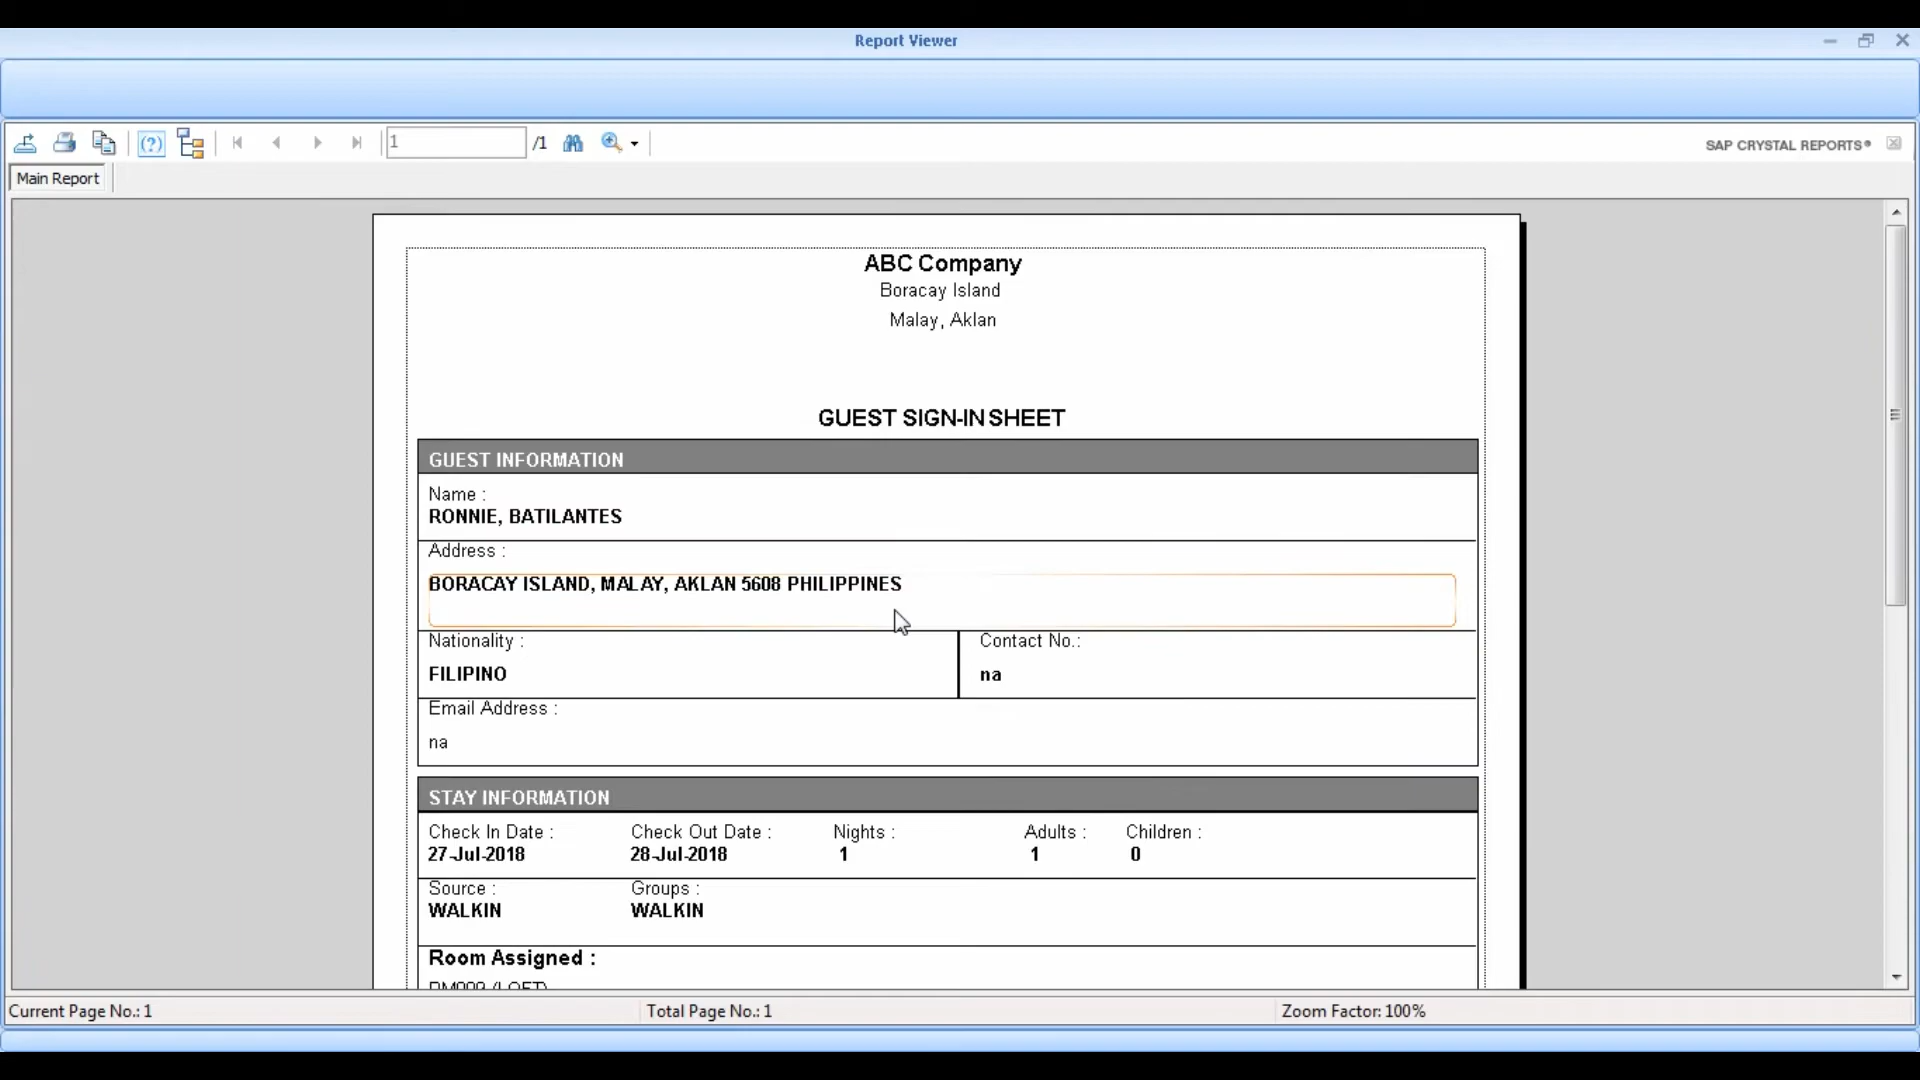 Report Viewer
1 /1
SAP CRYSTAL REPORTS®
Main Report
ABC Company
Boracay Island
Malay, Aklan
GUEST SIGN-IN SHEET
GUEST INFORMATION
Name :
RONNIE, BATILANTES
Address :
BORACAY ISLAND, MALAY, AKLAN 5608 PHILIPPINES
Nationality : Contact No.:
FILIPINO na
Email Address :
na
STAY INFORMATION
Check In Date : Check Out Date : Nights : Adults : Children :
27-Jul-2018 28-Jul-2018 1 1 0
Source : Groups :
WALKIN WALKIN
Room Assigned :
(LOFT)
Current Page No.: 1 Total Page No.: 1 Zoom Factor: 100%